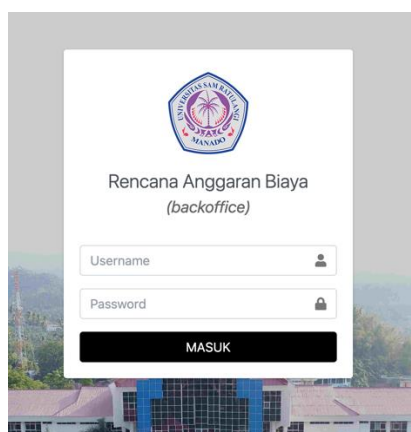 UNIVERSITAS SAM RATULANGI
MANADO
Rencana Anggaran Biaya
(backoffice)
Username
Password
MASUK